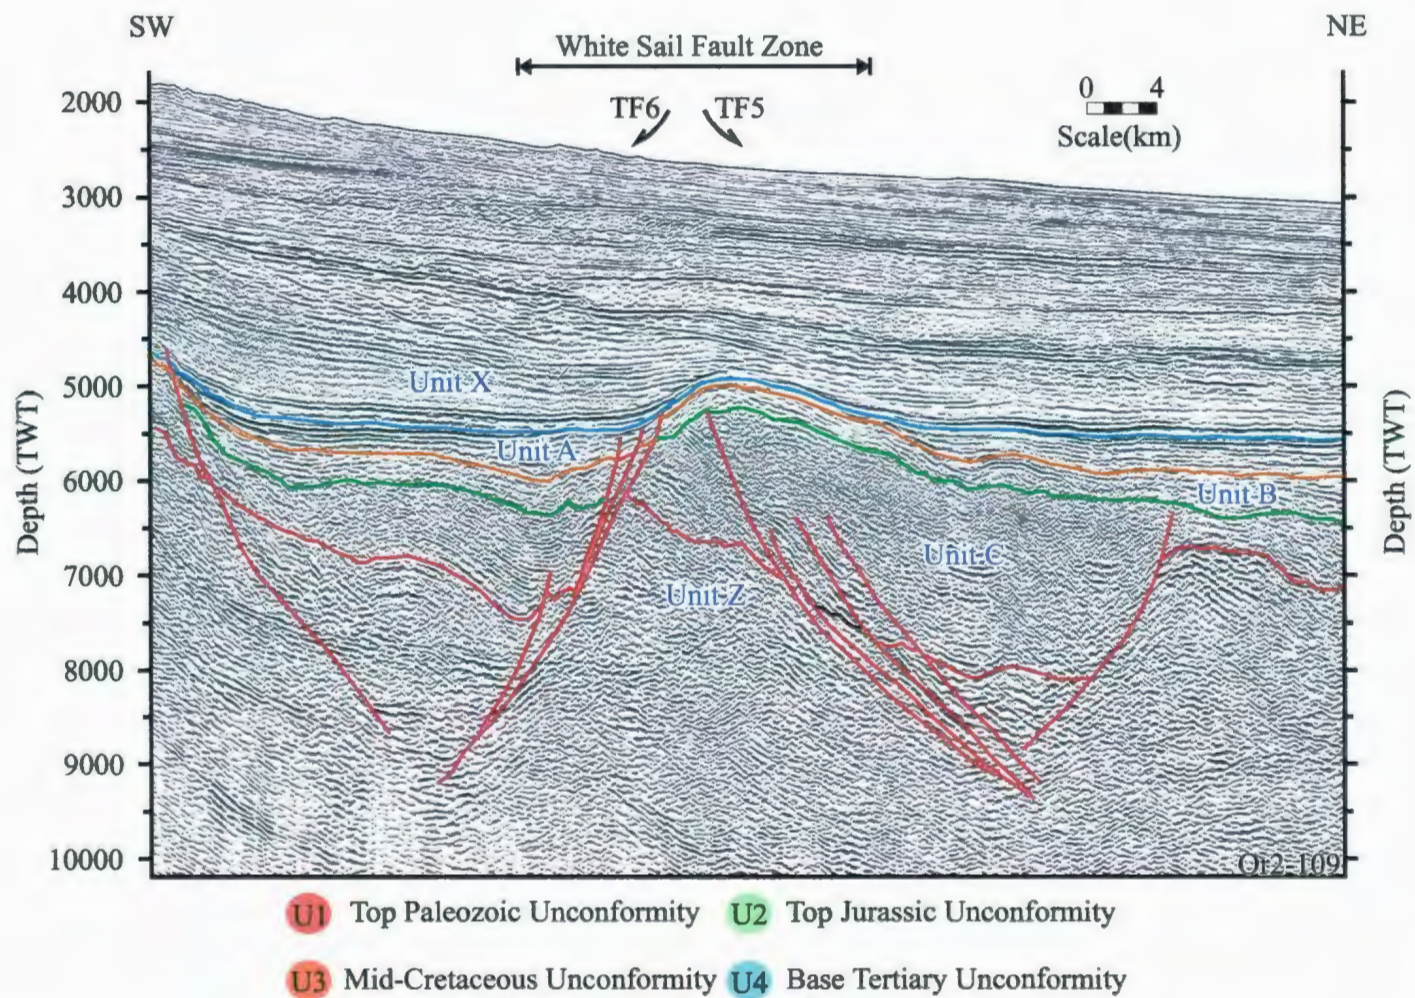 SW
NE
White Sail Fault Zone
TF6
TF5
0 4
Scale(km)
2000
3000
4000
5000
6000
7000
8000
9000
10000
Depth (TWT)
Depth (TWT)
Unit X
Unit A
Unit B
Unit C
Unit Z
Or2-109
U1 Top Paleozoic Unconformity
U2 Top Jurassic Unconformity
U3 Mid-Cretaceous Unconformity
U4 Base Tertiary Unconformity